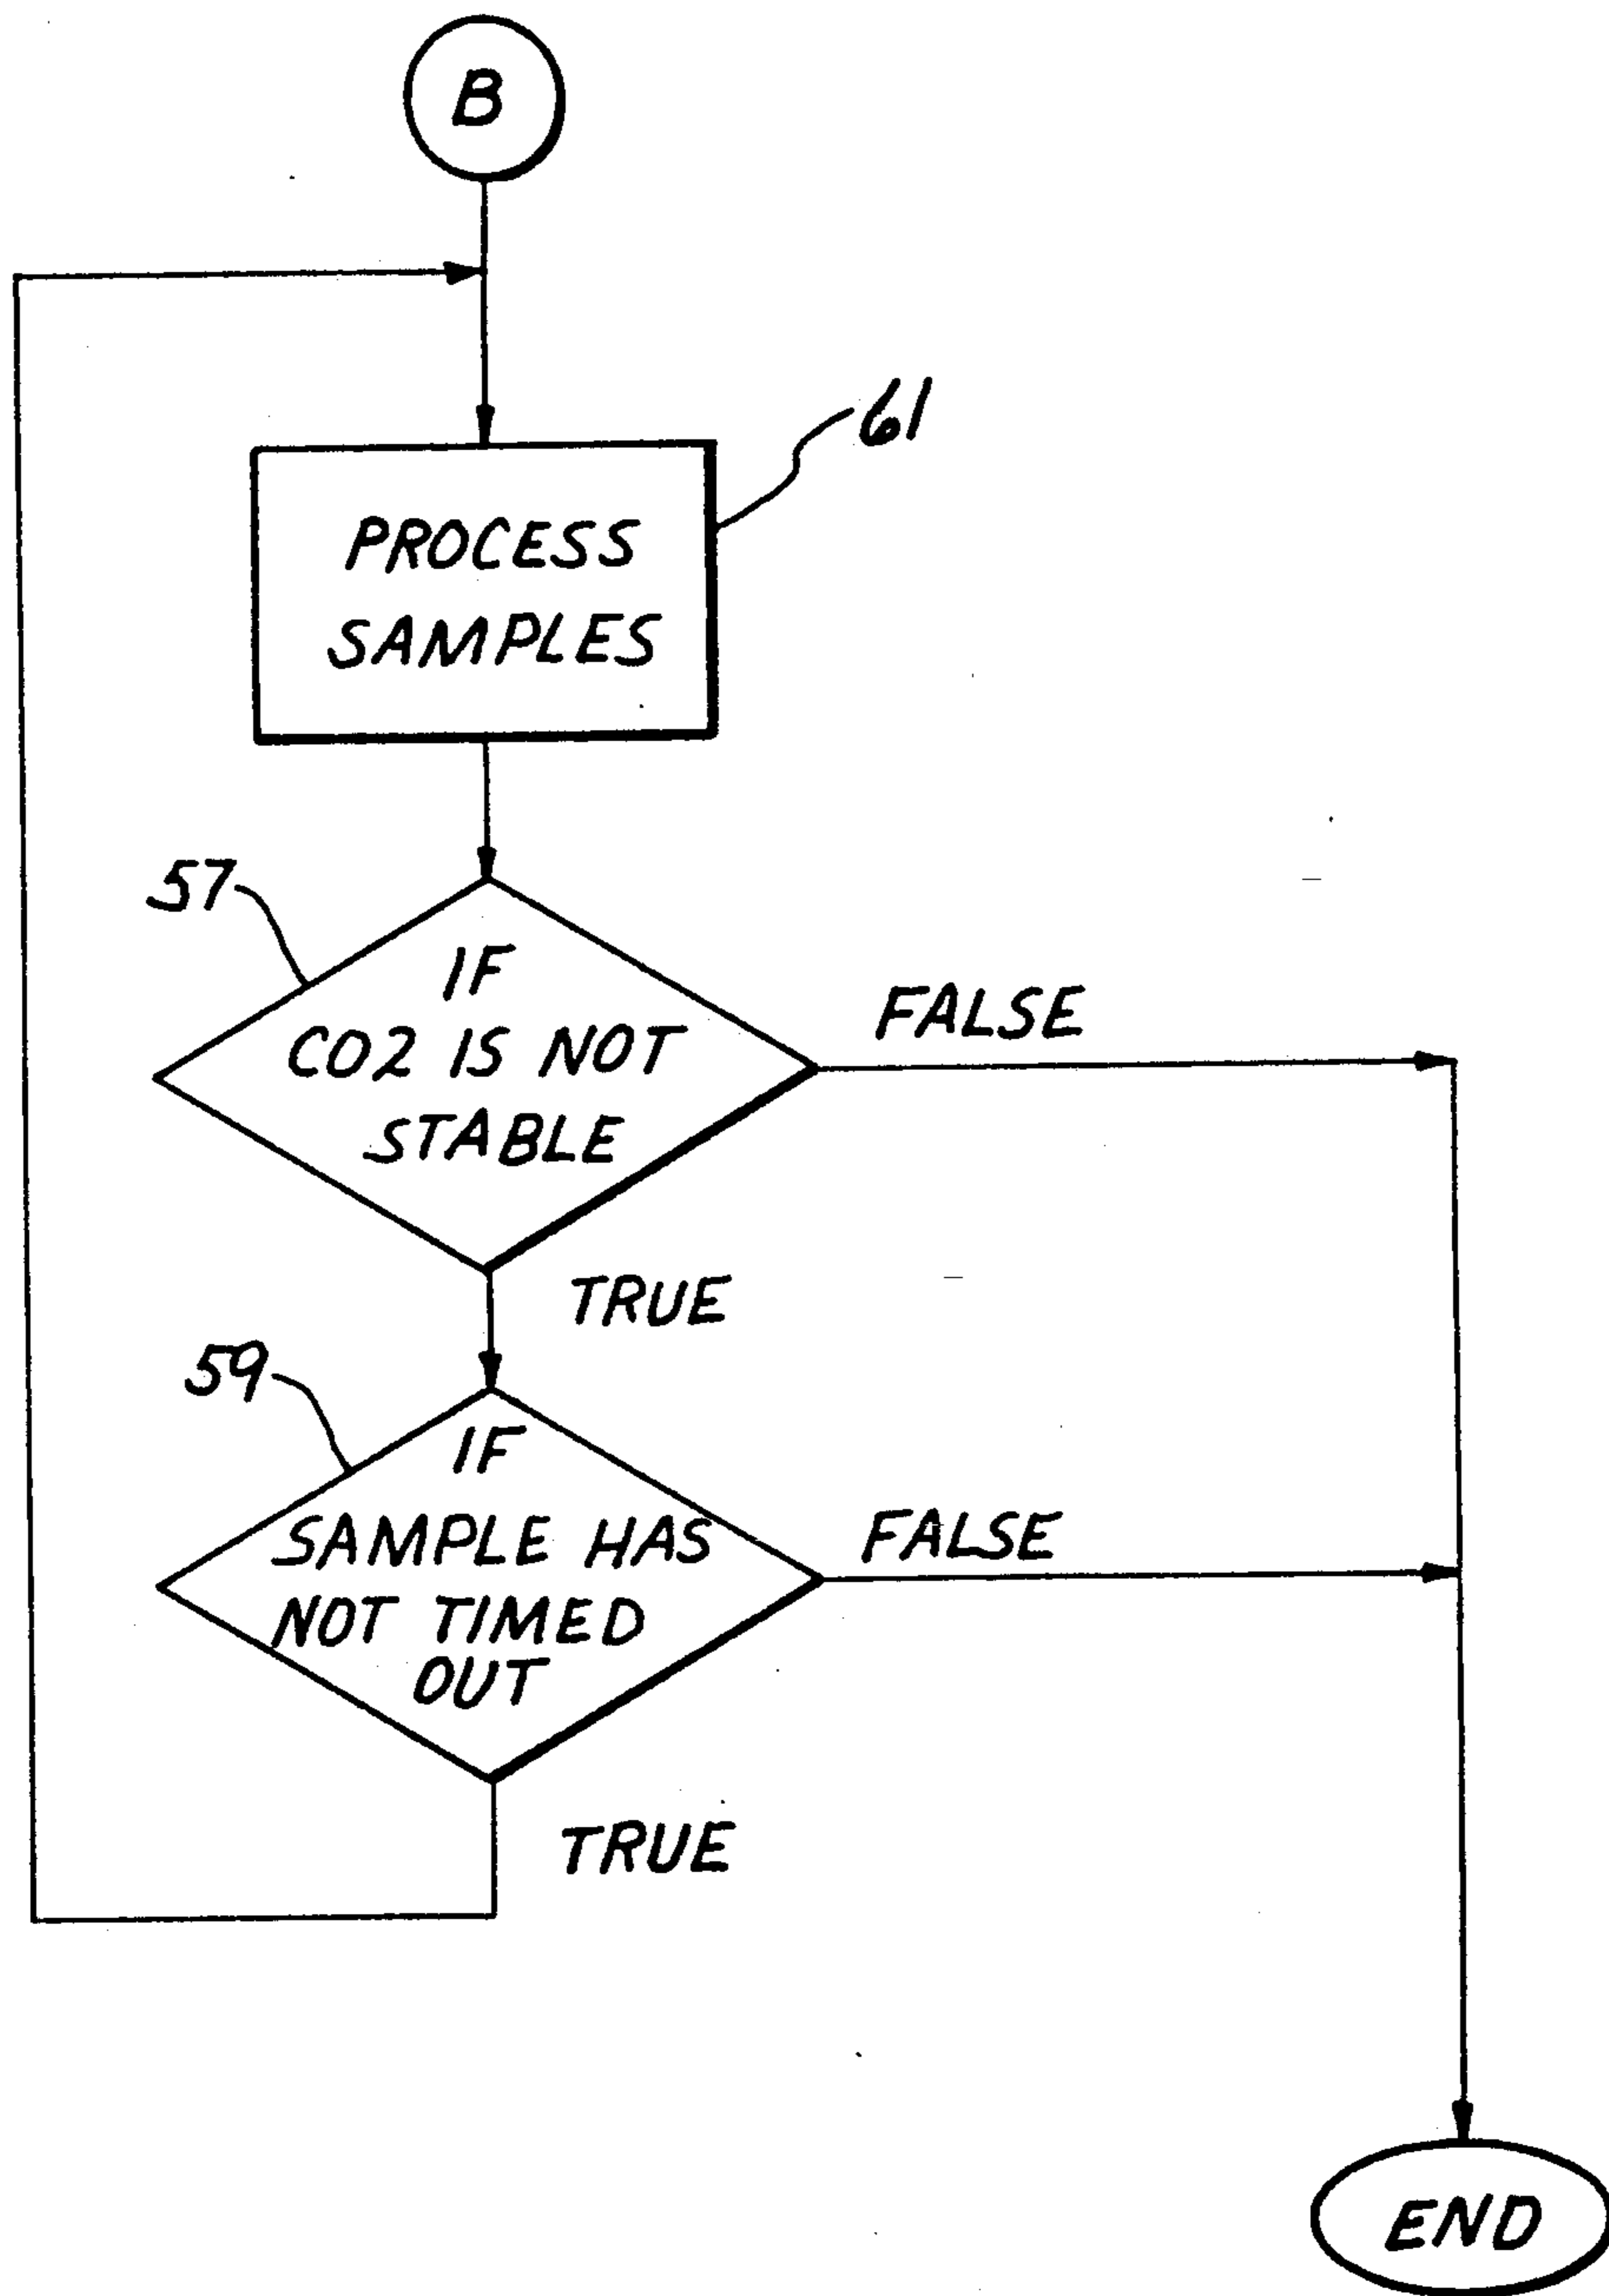 B
61
PROCESS
SAMPLES
57
IF
CO2 IS NOT
STABLE
FALSE
TRUE
59
IF
SAMPLE HAS
NOT TIMED
OUT
FALSE
TRUE
END